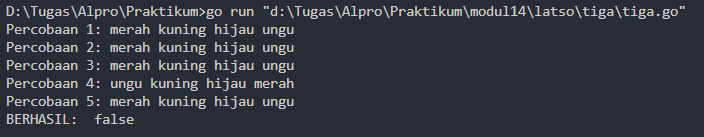 D:\Tugas\Alpro\Praktikum>go run "d:\Tugas\Alpro\Praktikum\modul14\latso\tiga\tiga.go"
Percobaan 1: merah kuning hijau ungu
Percobaan 2: merah kuning hijau ungu
Percobaan 3: merah kuning hijau ungu
Percobaan 4: ungu kuning hijau merah
Percobaan 5: merah kuning hijau ungu
BERHASIL:  false